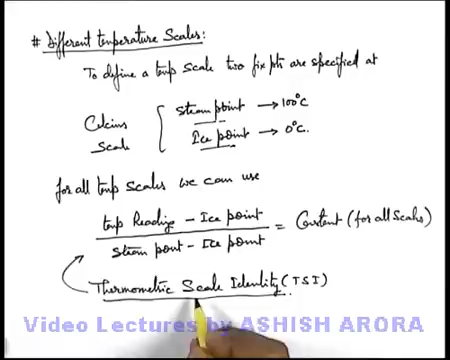 # Different temperature Scales:
To define a temp scale two fix pts are specified at
Celcius Scale
Steam point → 100°C
Ice point → 0°C.
for all temp scales we can use
temp Reading - Ice point / Steam point - Ice point = Constant (for all Scales)
Thermometric Scale Identity (TSI)
Video Lectures by ASHISH ARORA